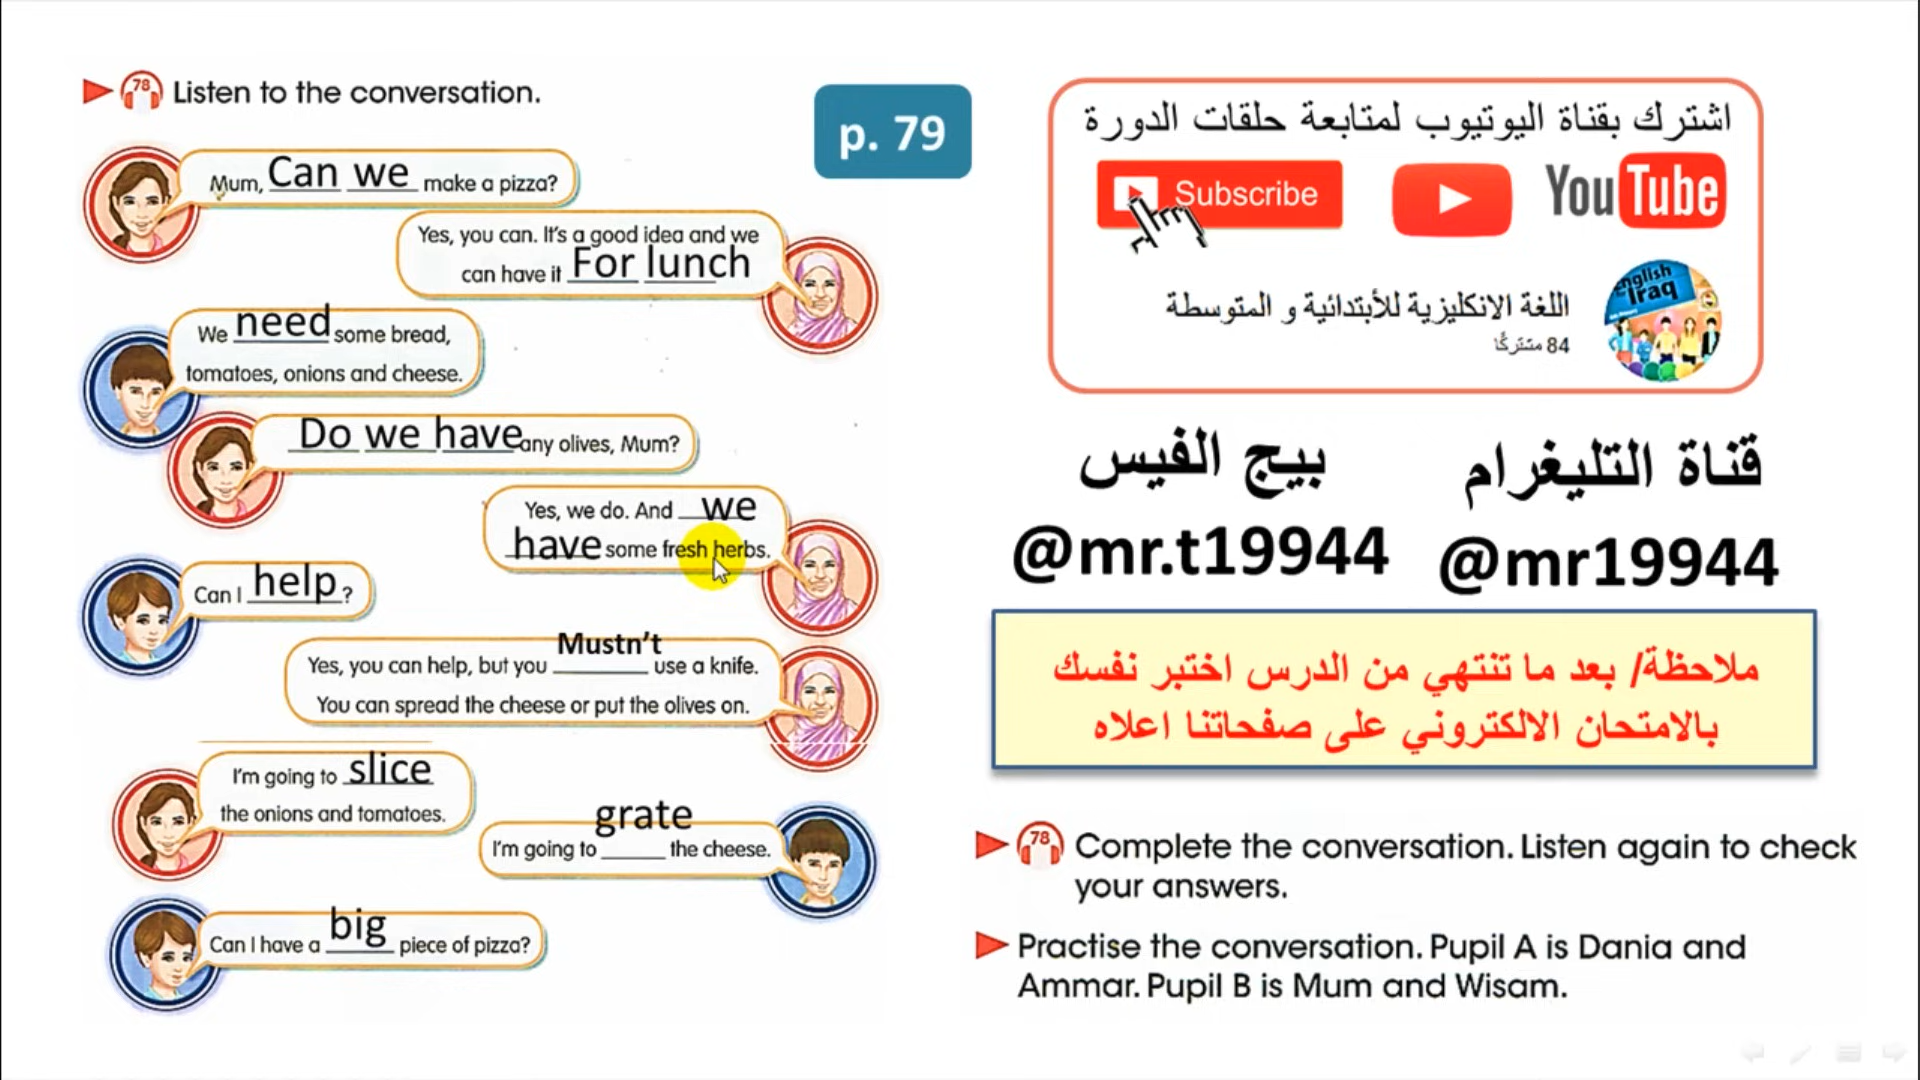 78 Listen to the conversation.
p. 79
Mum, Can we make a pizza?
Yes, you can. It's a good idea and we
can have it For lunch
We need some bread,
tomatoes, onions and cheese.
Do we have any olives, Mum?
Yes, we do. And we
have some fresh herbs.
Can I help?
Mustn't
Yes, you can help, but you ______ use a knife.
You can spread the cheese or put the olives on.
I'm going to slice
the onions and tomatoes.
grate
I'm going to _____ the cheese.
Can I have a big piece of pizza?
اشترك بقناة اليوتيوب لمتابعة حلقات الدورة
Subscribe
YouTube
English
Iraq
اللغة الانكليزية للأبتدائية و المتوسطة
84 مشتركًا
بيج الفيس
قناة التليغرام
@mr.t19944
@mr19944
ملاحظة/ بعد ما تنتهي من الدرس اختبر نفسك
بالامتحان الالكتروني على صفحاتنا اعلاه
78 Complete the conversation. Listen again to check
your answers.
Practise the conversation. Pupil A is Dania and
Ammar. Pupil B is Mum and Wisam.